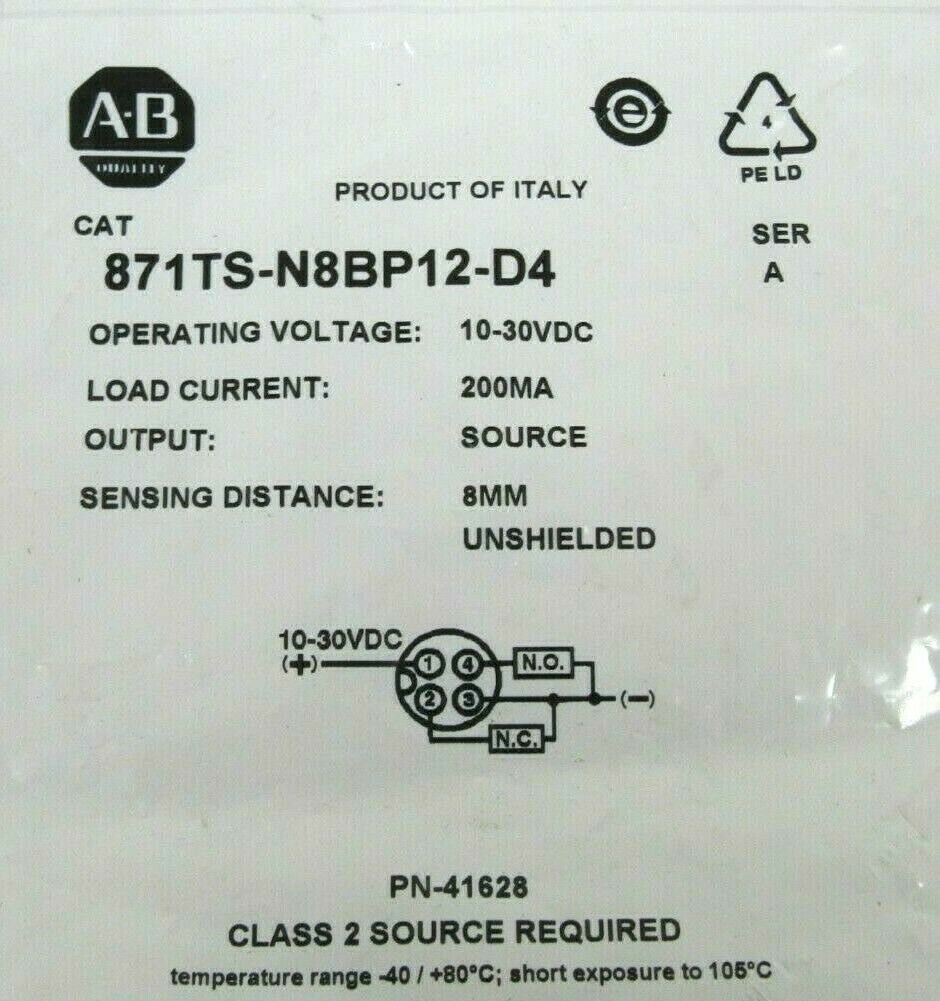 A-B
QUALITY
e
4
PE LD
PRODUCT OF ITALY
CAT
SER
871TS-N8BP12-D4
A
OPERATING VOLTAGE: 10-30VDC
LOAD CURRENT: 200MA
OUTPUT: SOURCE
SENSING DISTANCE: 8MM
UNSHIELDED
10-30VDC
(+) 1 4 N.O.
2 3 (−)
N.C.
PN-41628
CLASS 2 SOURCE REQUIRED
temperature range -40 / +80°C; short exposure to 105°C